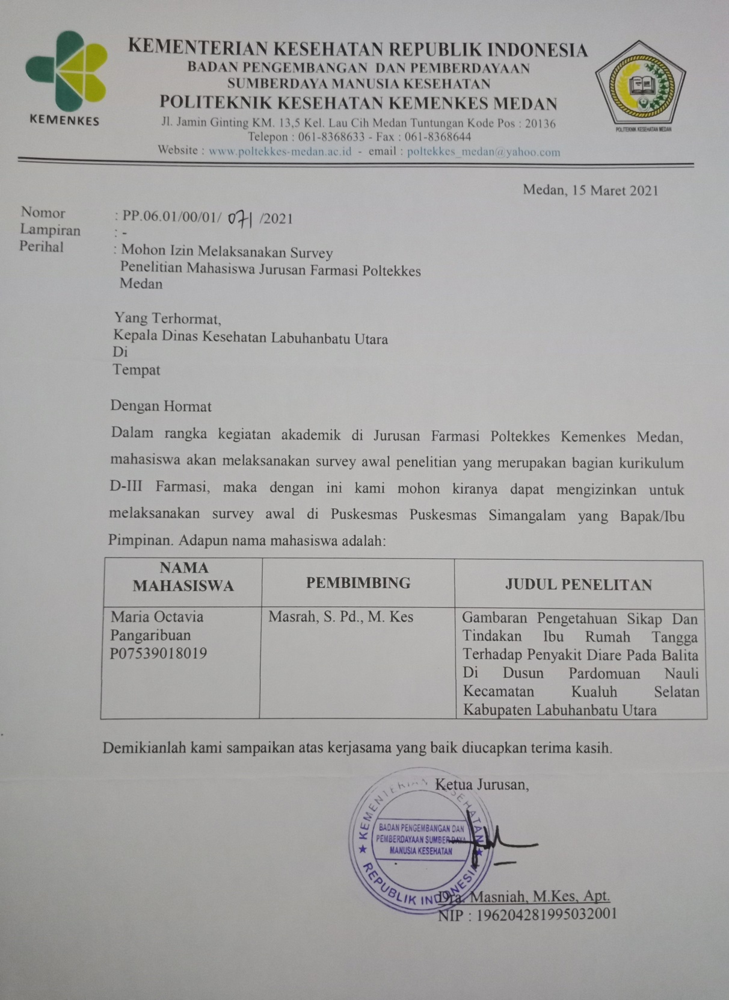 KEMENTERIAN KESEHATAN REPUBLIK INDONESIA
BADAN PENGEMBANGAN DAN PEMBERDAYAAN
SUMBERDAYA MANUSIA KESEHATAN
POLITEKNIK KESEHATAN KEMENKES MEDAN
Jl. Jamin Ginting KM. 13,5 Kel. Lau Cih Medan Tuntungan Kode Pos : 20136
Telepon : 061-8368633 - Fax : 061-8368644
Website : www.poltekkes-medan.ac.id - email : poltekkes_medan@yahoo.com
KEMENKES
POLITEKNIK KESEHATAN MEDAN
Medan, 15 Maret 2021
Nomor : PP.06.01/00/01/ 071 /2021
Lampiran : -
Perihal : Mohon Izin Melaksanakan Survey
Penelitian Mahasiswa Jurusan Farmasi Poltekkes
Medan
Yang Terhormat,
Kepala Dinas Kesehatan Labuhanbatu Utara
Di
Tempat
Dengan Hormat
Dalam rangka kegiatan akademik di Jurusan Farmasi Poltekkes Kemenkes Medan,
mahasiswa akan melaksanakan survey awal penelitian yang merupakan bagian kurikulum
D-III Farmasi, maka dengan ini kami mohon kiranya dapat mengizinkan untuk
melaksanakan survey awal di Puskesmas Puskesmas Simangalam yang Bapak/Ibu
Pimpinan. Adapun nama mahasiswa adalah:
NAMA
MAHASISWA
PEMBIMBING
JUDUL PENELITAN
Maria Octavia
Pangaribuan
P07539018019
Masrah, S. Pd., M. Kes
Gambaran Pengetahuan Sikap Dan
Tindakan Ibu Rumah Tangga
Terhadap Penyakit Diare Pada Balita
Di Dusun Pardomuan Nauli
Kecamatan Kualuh Selatan
Kabupaten Labuhanbatu Utara
Demikianlah kami sampaikan atas kerjasama yang baik diucapkan terima kasih.
Ketua Jurusan,
KEMENTERIAN KESEHATAN
BADAN PENGEMBANGAN DAN
PEMBERDAYAAN SUMBER DAYA
MANUSIA KESEHATAN
REPUBLIK INDONESIA
Dra. Masniah, M.Kes, Apt.
NIP : 196204281995032001